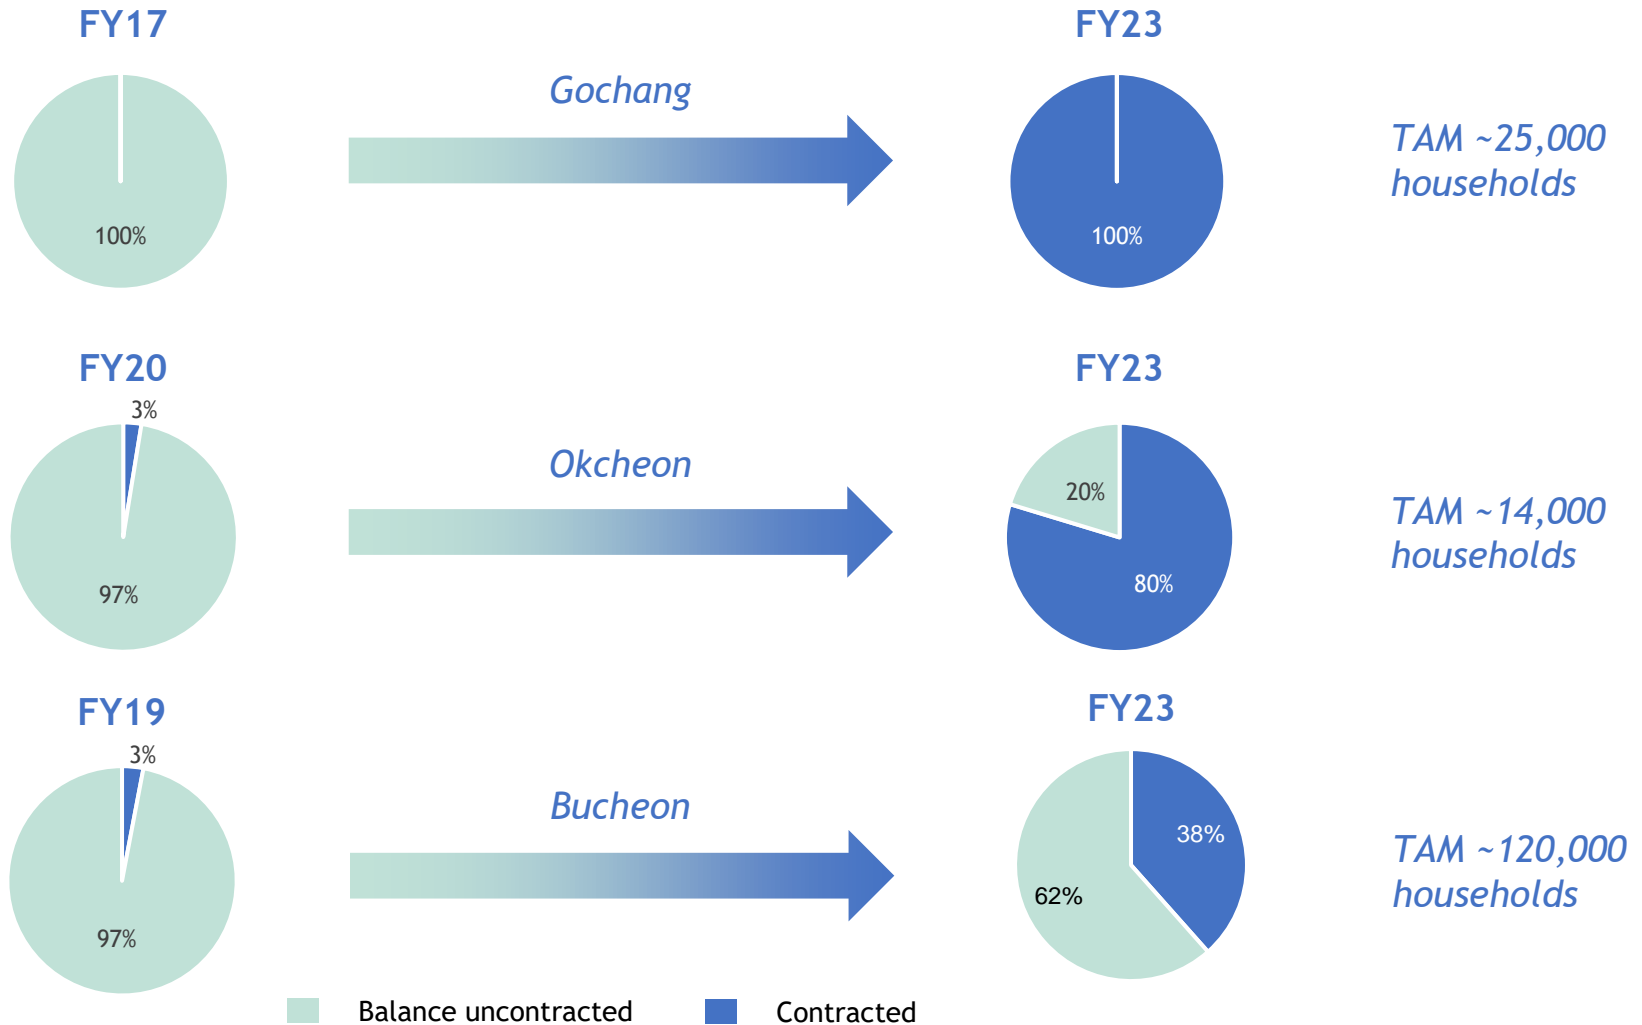 FY17
FY23
Gochang
TAM ~25,000
households
100%
100%
FY20
FY23
3%
Okcheon
20%
TAM ~14,000
households
97%
80%
FY19
FY23
3%
Bucheon
38%
TAM ~120,000
households
62%
97%
Balance uncontracted
Contracted